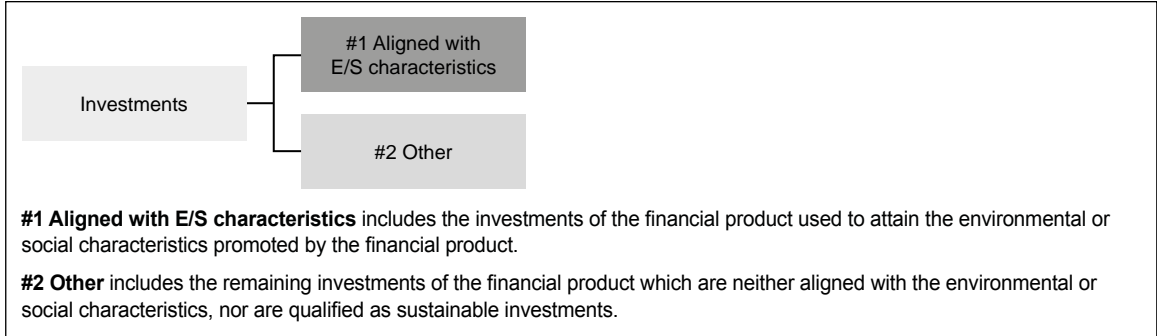 #1 Aligned with
E/S characteristics
Investments
#2 Other
#1 Aligned with E/S characteristics includes the investments of the financial product used to attain the environmental or
social characteristics promoted by the financial product.
#2 Other includes the remaining investments of the financial product which are neither aligned with the environmental or
social characteristics, nor are qualified as sustainable investments.